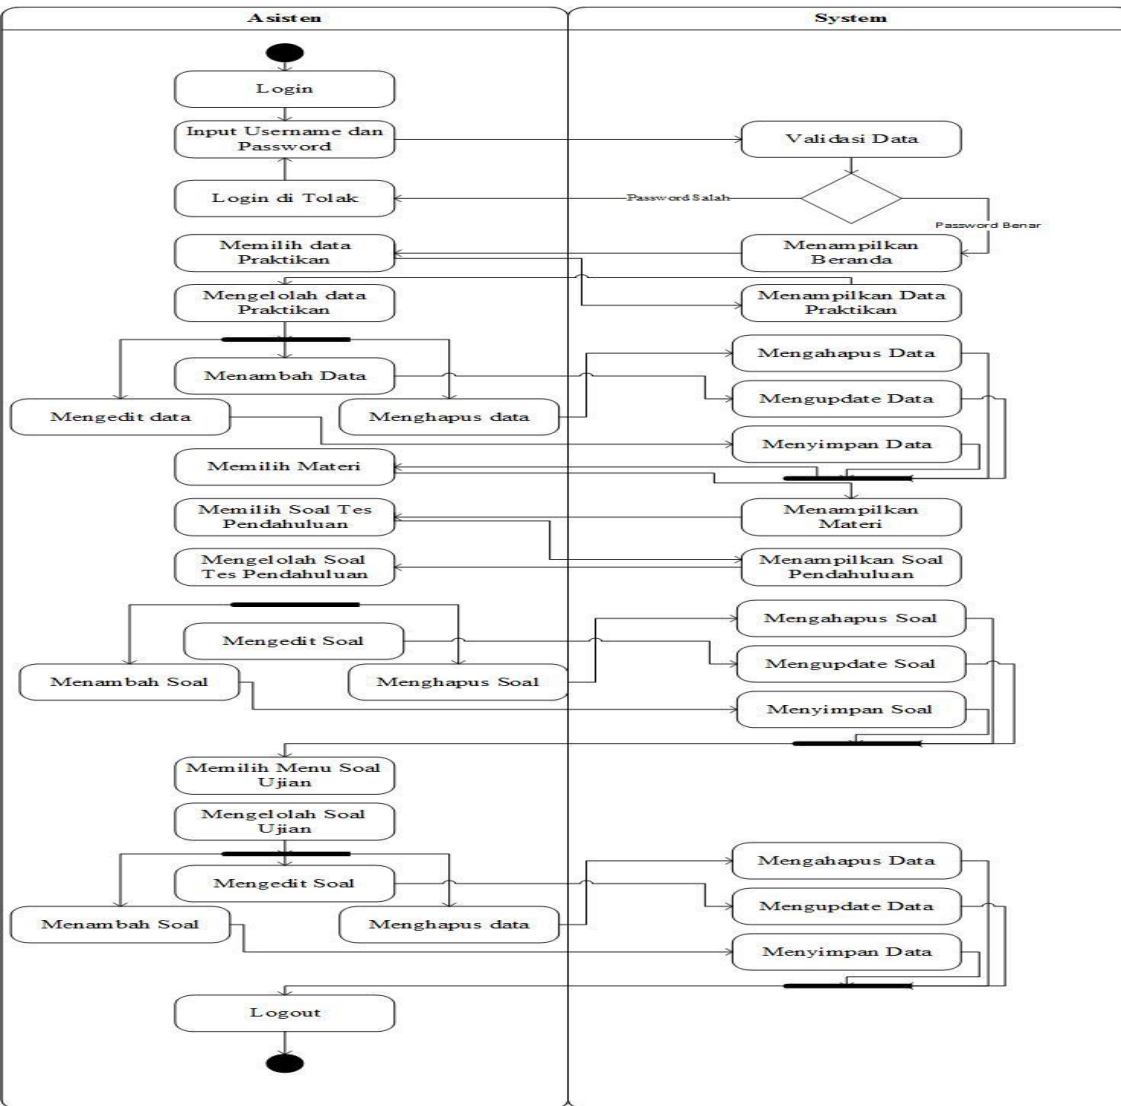 Asisten
System
Login
Input Username dan
Password
Validasi Data
Login di Tolak
Password Salah
Password Benar
Memilih data
Praktikan
Menampilkan
Beranda
Mengelolah data
Praktikan
Menampilkan Data
Praktikan
Mengahapus Data
Menambah Data
Mengupdate Data
Mengedit data
Menghapus data
Menyimpan Data
Memilih Materi
Memilih Soal Tes
Pendahuluan
Menampilkan
Materi
Mengelolah Soal
Tes Pendahuluan
Menampilkan Soal
Pendahuluan
Mengahapus Soal
Mengedit Soal
Mengupdate Soal
Menambah Soal
Menghapus Soal
Menyimpan Soal
Memilih Menu Soal
Ujian
Mengelolah Soal
Ujian
Mengahapus Data
Mengedit Soal
Mengupdate Data
Menambah Soal
Menghapus data
Menyimpan Data
Logout